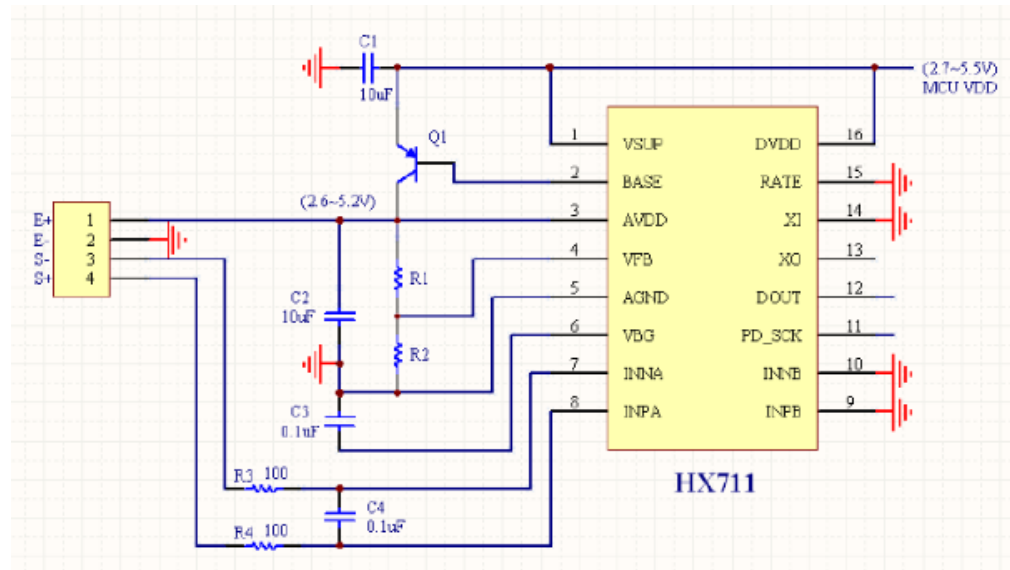 C1
10uF
(2.7~5.5V)
MCU VDD
Q1
1 VSUP DVDD 16
2 BASE RATE 15
(2.6~5.2V)
E+ 1
3 AVDD XI 14
E- 2
S- 3
4 VFB XO 13
S+ 4
R1
C2
10uF
5 AGND DOUT 12
6 VBG PD_SCK 11
R2
7 INNA INNB 10
C3
0.1uF
8 INPA INPB 9
R3 100
HX711
C4
0.1uF
R4 100